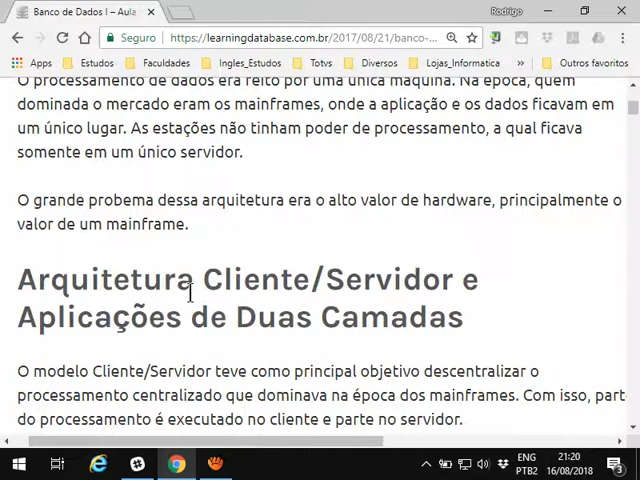 Banco de Dados I – Aula
Rodrigo
Seguro
https://learningdatabase.com.br/2017/08/21/banco-...
Apps
Estudos
Faculdades
Ingles_Estudos
Totvs
Diversos
Lojas_Informatica
»
Outros favoritos
O processamento de dados era feito por uma única máquina. Na época, quem
dominada o mercado eram os mainframes, onde a aplicação e os dados ficavam em
um único lugar. As estações não tinham poder de processamento, a qual ficava
somente em um único servidor.
O grande probema dessa arquitetura era o alto valor de hardware, principalmente o
valor de um mainframe.
Arquitetura Cliente/Servidor e
Aplicações de Duas Camadas
O modelo Cliente/Servidor teve como principal objetivo descentralizar o
processamento centralizado que dominava na época dos mainframes. Com isso, part
do processamento é executado no cliente e parte no servidor.
ENG
PTB2
21:20
16/08/2018
3